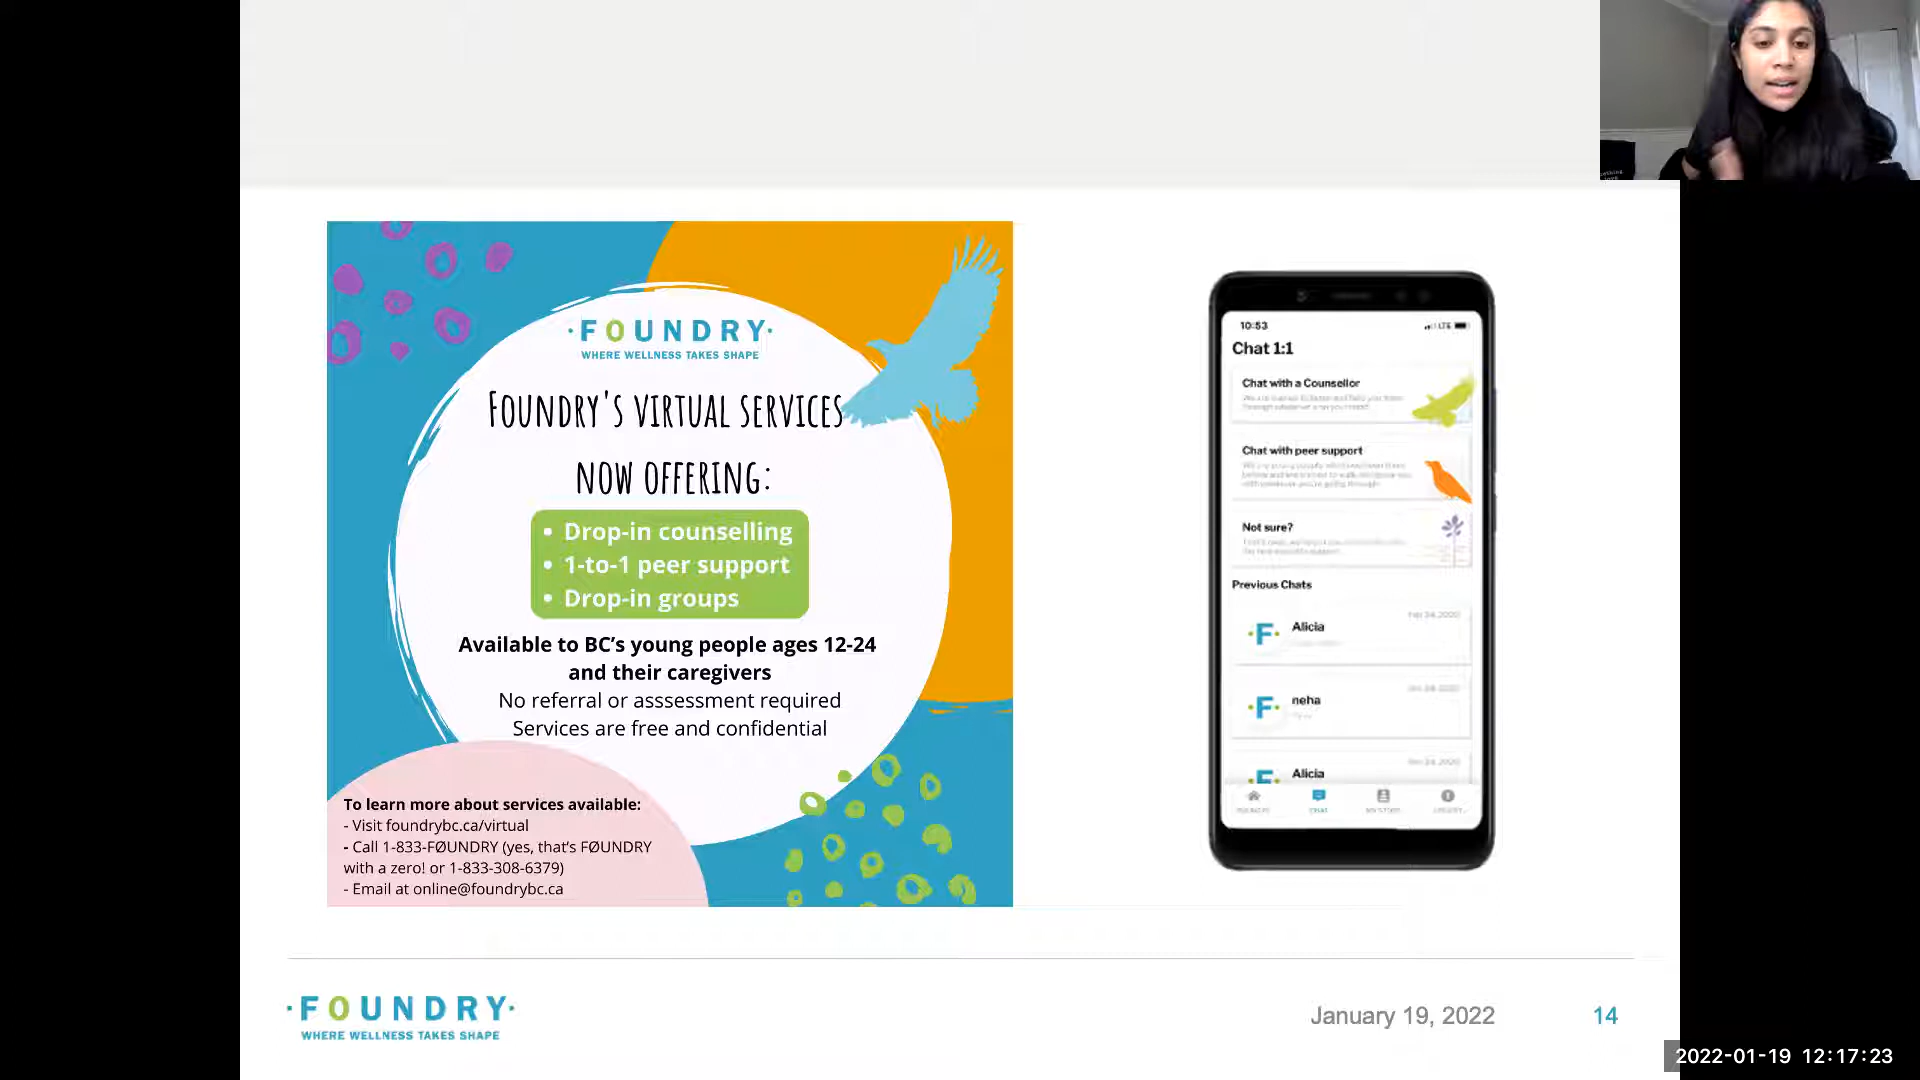 ·FOUNDRY·
WHERE WELLNESS TAKES SHAPE
FOUNDRY'S VIRTUAL SERVICES
NOW OFFERING:
• Drop-in counselling
• 1-to-1 peer support
• Drop-in groups
Available to BC's young people ages 12-24
and their caregivers
No referral or asssessment required
Services are free and confidential
To learn more about services available:
- Visit foundrybc.ca/virtual
- Call 1-833-FØUNDRY (yes, that's FØUNDRY
with a zero! or 1-833-308-6379)
- Email at online@foundrybc.ca
10:53
LTE
Chat 1:1
Chat with a Counsellor
Chat with peer support
Not sure?
Previous Chats
·F·
Alicia
·F·
neha
·F·
Alicia
CHAT
·FOUNDRY·
WHERE WELLNESS TAKES SHAPE
January 19, 2022
14
2022-01-19 12:17:23